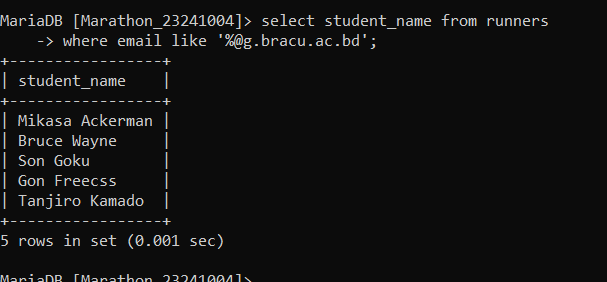 MariaDB [Marathon_23241004]> select student_name from runners
    -> where email like '%@g.bracu.ac.bd';
+-----------------+
| student_name    |
+-----------------+
| Mikasa Ackerman |
| Bruce Wayne     |
| Son Goku        |
| Gon Freecss     |
| Tanjiro Kamado  |
+-----------------+
5 rows in set (0.001 sec)

MariaDB [Marathon_23241004]>